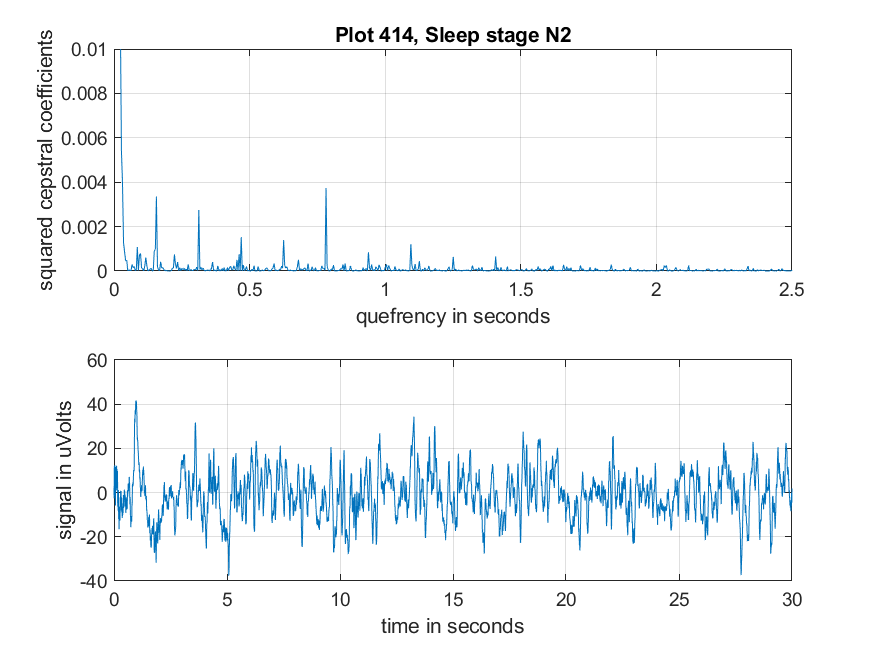 Plot 414, Sleep stage N2
squared cepstral coefficients
0.01
0.008
0.006
0.004
0.002
0
0 0.5 1 1.5 2 2.5
quefrency in seconds
signal in uVolts
60
40
20
0
-20
-40
0 5 10 15 20 25 30
time in seconds